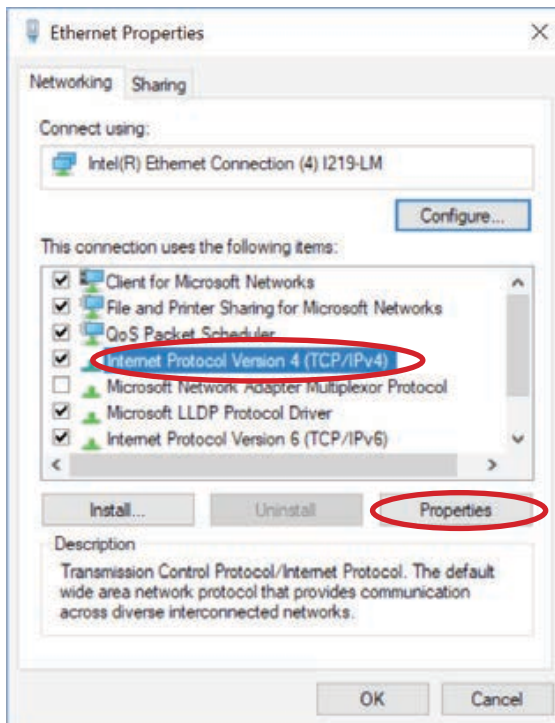 Ethernet Properties
Networking Sharing
Connect using:
Intel(R) Ethernet Connection (4) I219-LM
Configure...
This connection uses the following items:
Client for Microsoft Networks
File and Printer Sharing for Microsoft Networks
QoS Packet Scheduler
Internet Protocol Version 4 (TCP/IPv4)
Microsoft Network Adapter Multiplexor Protocol
Microsoft LLDP Protocol Driver
Internet Protocol Version 6 (TCP/IPv6)
Install... Uninstall Properties
Description
Transmission Control Protocol/Internet Protocol. The default
wide area network protocol that provides communication
across diverse interconnected networks.
OK Cancel